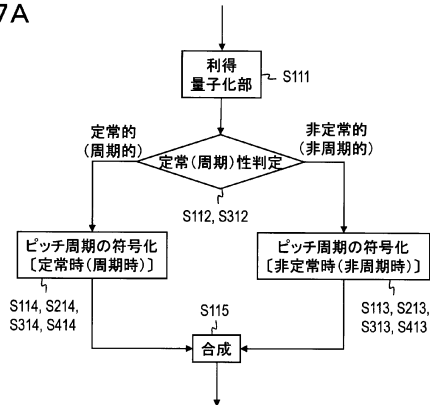 7A
利得
量子化部
S111
定常的
(周期的)
非定常的
(非周期的)
定常(周期)性判定
S112, S312
ピッチ周期の符号化
[定常時(周期時)]
ピッチ周期の符号化
[非定常時(非周期時)]
S114, S214,
S314, S414
S113, S213,
S313, S413
S115
合成